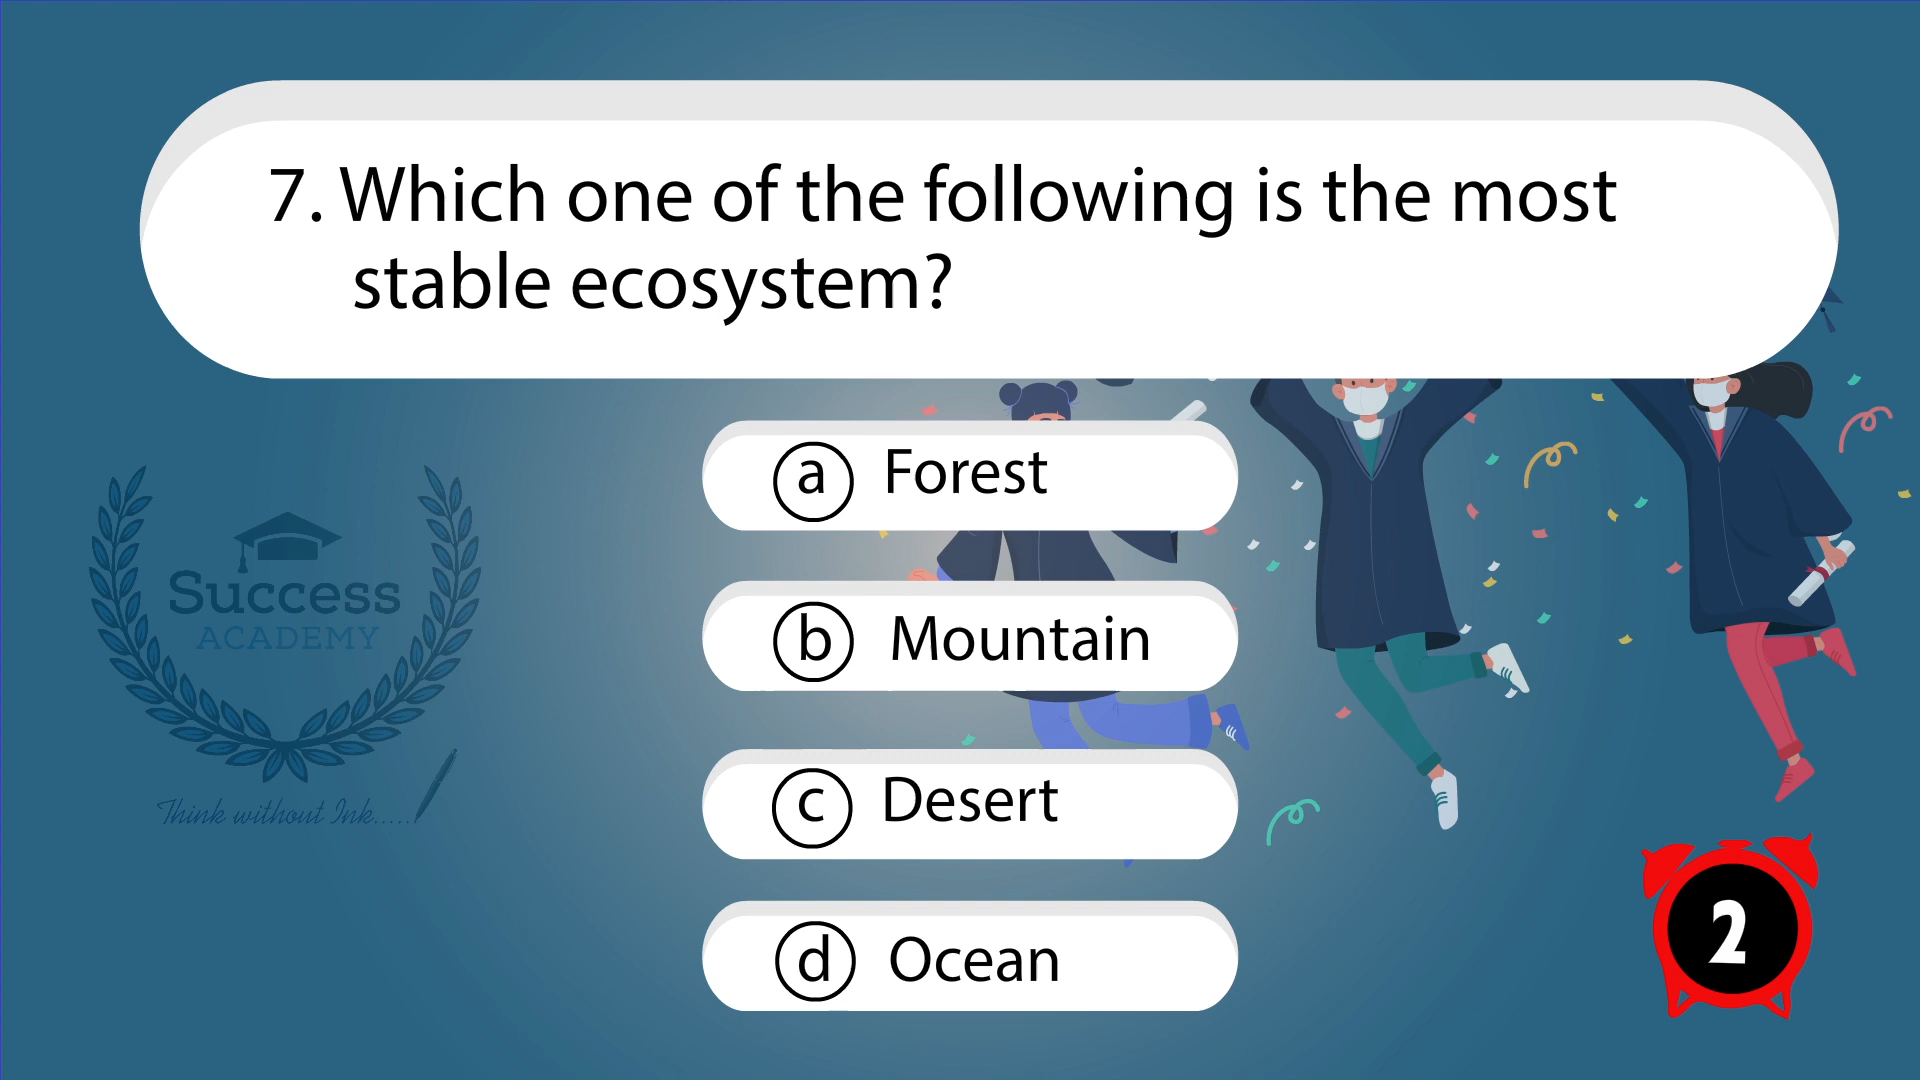 7. Which one of the following is the most
stable ecosystem?
a Forest
b Mountain
c Desert
d Ocean
Success
ACADEMY
Think without Ink.....
2